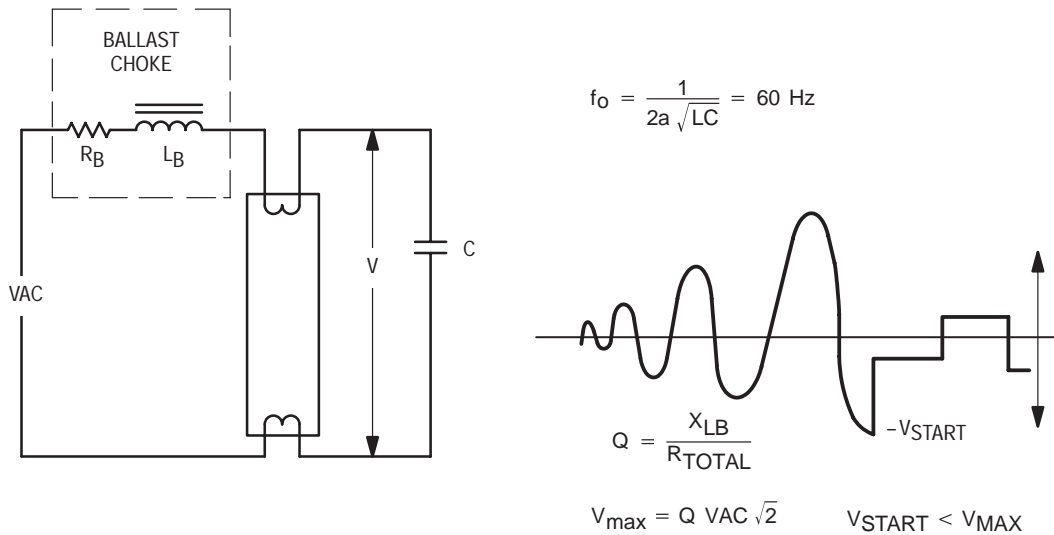 BALLAST
CHOKE
R_B
L_B
VAC
V
C
f_o = 1 / 2a √LC = 60 Hz
–V_START
Q = X_LB / R_TOTAL
V_max = Q VAC √2
V_START < V_MAX